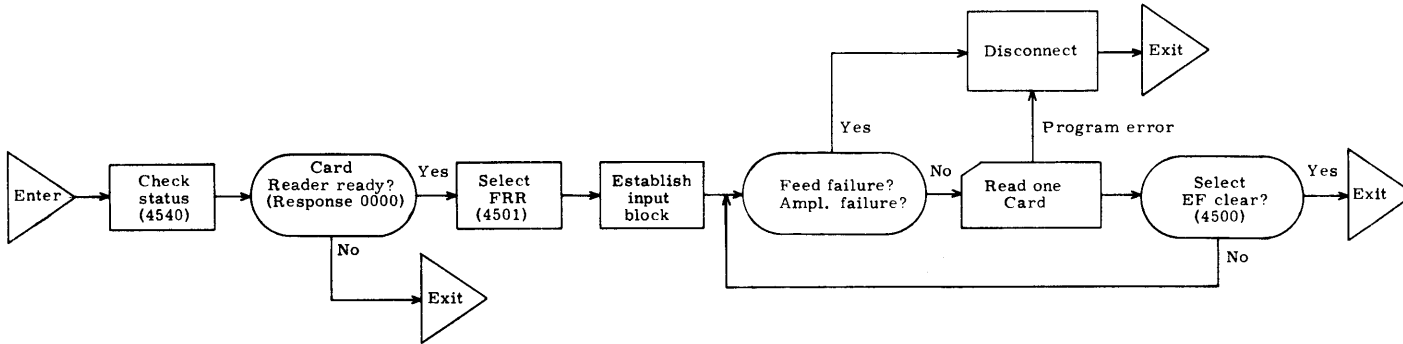 Enter
Check
status
(4540)
Card
Reader ready?
(Response 0000)
Yes
No
Exit
Select
FRR
(4501)
Establish
input
block
Feed failure?
Ampl. failure?
Yes
Disconnect
Exit
No
Read one
Card
Program error
Select
EF clear?
(4500)
Yes
Exit
No